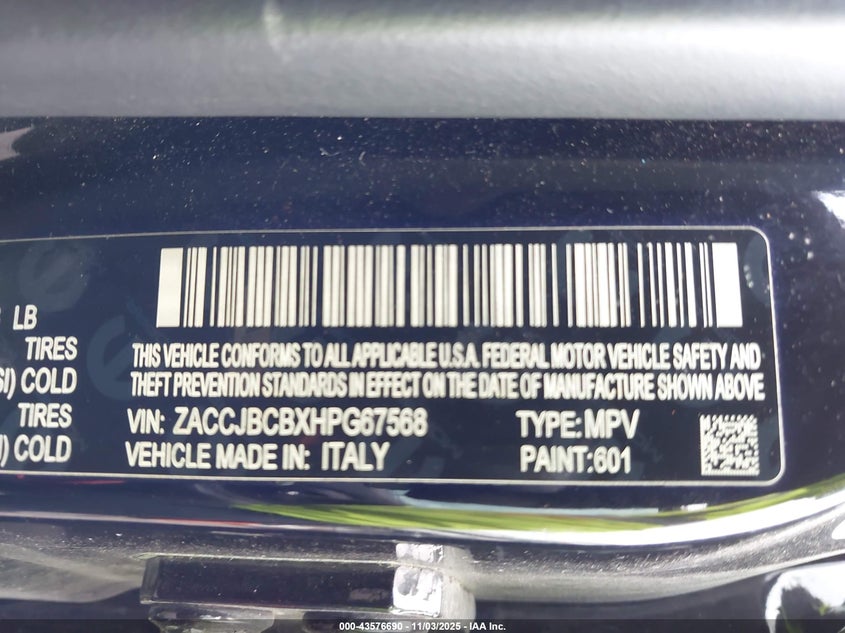 LB
TIRES
SI) COLD
TIRES
I) COLD
THIS VEHICLE CONFORMS TO ALL APPLICABLE U.S.A. FEDERAL MOTOR VEHICLE SAFETY AND
THEFT PREVENTION STANDARDS IN EFFECT ON THE DATE OF MANUFACTURE SHOWN ABOVE
VIN: ZACCJBCBXHPG67568 TYPE: MPV
VEHICLE MADE IN: ITALY PAINT: 601
000-43576690 - 11/03/2025 - IAA Inc.